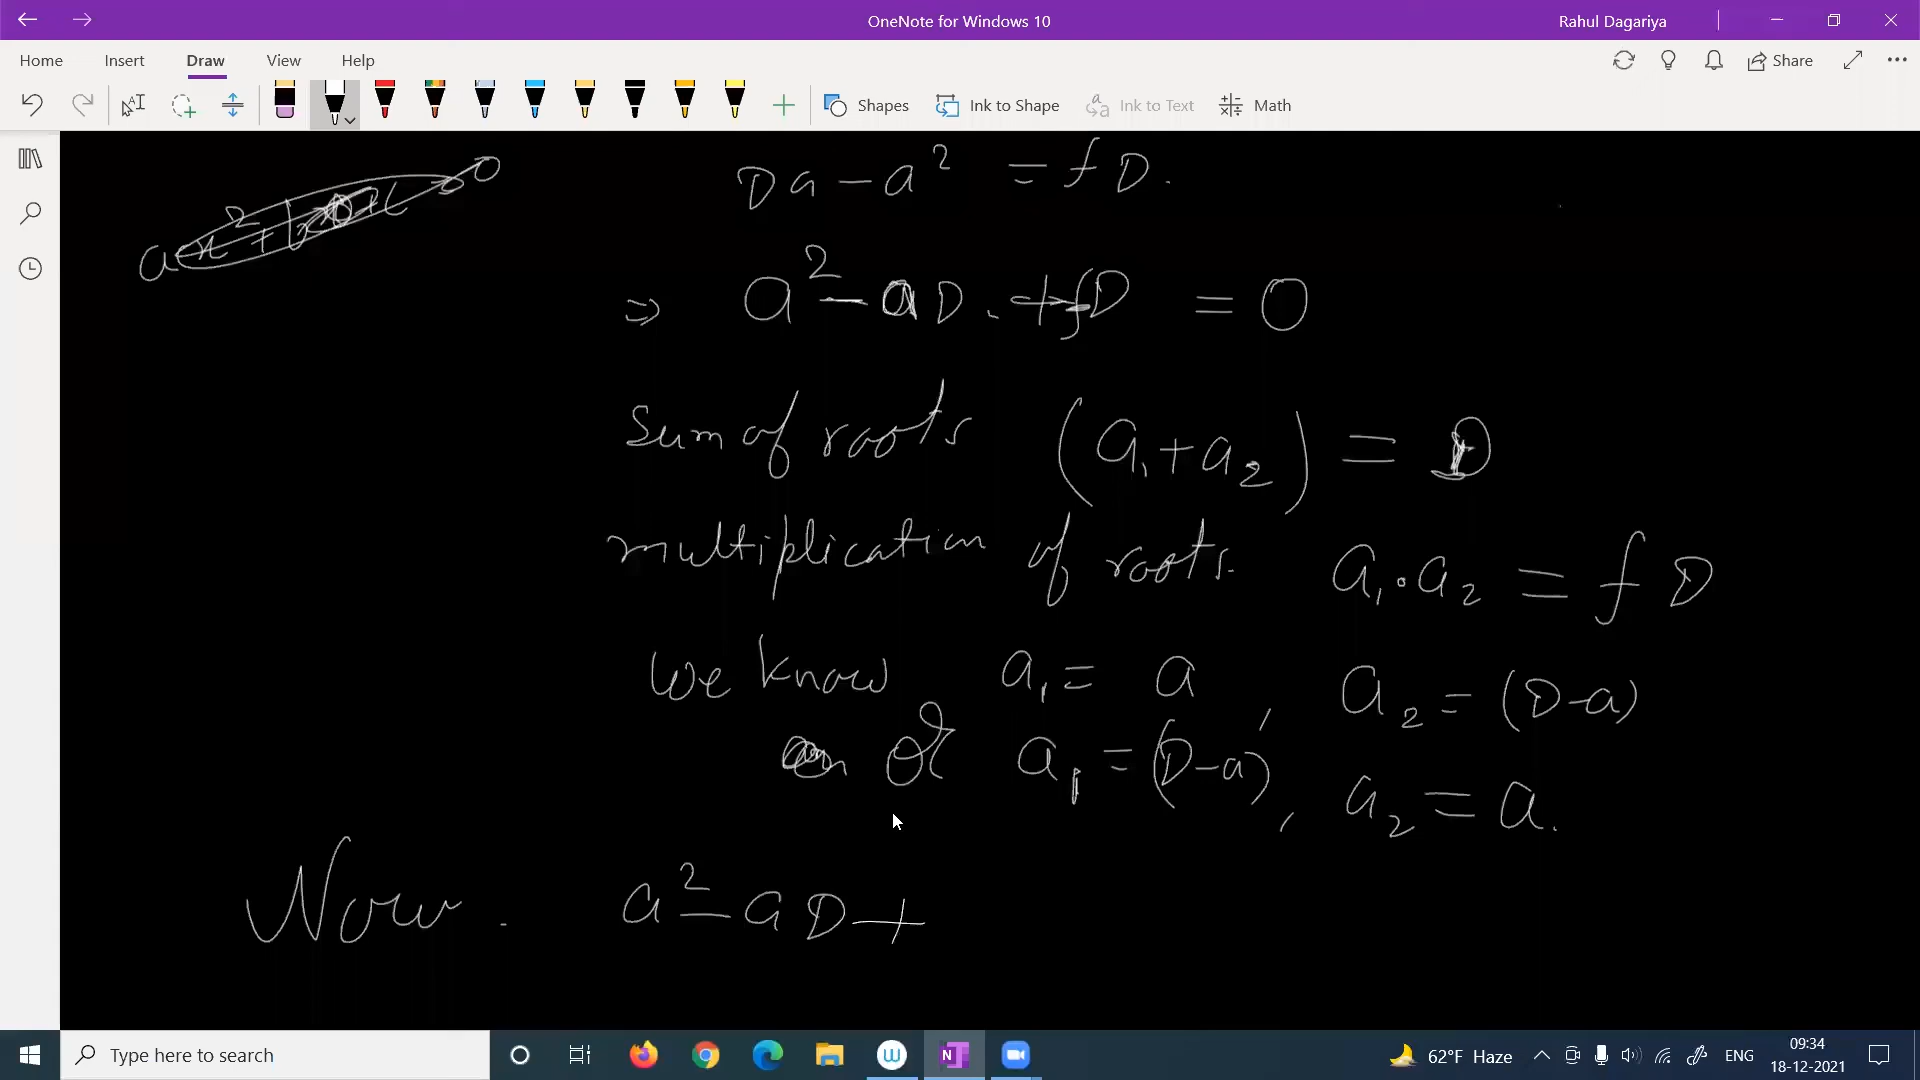 OneNote for Windows 10
Rahul Dagariya
Home Insert Draw View Help
Share
Shapes Ink to Shape Ink to Text Math
Da - a² = fD.
⇒ a² - aD. + fD = 0
Sum of roots (a₁+a₂) = D
multiplication of roots. a₁.a₂ = f D
We know a₁ = a, a₂ = (D-a)
or a₁ = (D-a), a₂ = a.
Now. a² - aD +
Type here to search
62°F Haze
ENG
09:34
18-12-2021